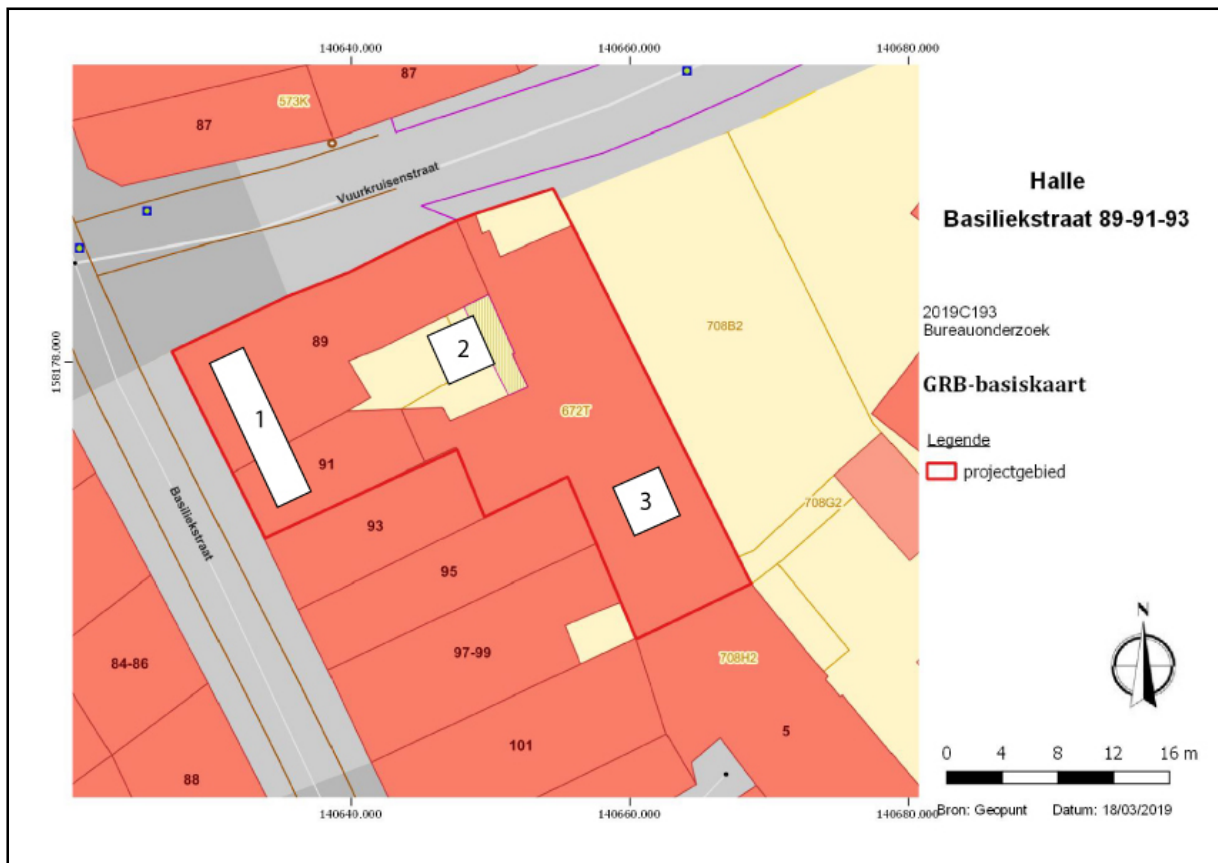 140640.000
140660.000
140680.000
87
573K
87
Vuurkruisenstraat
Halle
Basiliekstraat 89-91-93
2019C193
Bureauonderzoek
708B2
158178.000
89
2
GRB-basiskaart
1
672T
Legende
projectgebied
91
3
708G2
93
Basiliekstraat
95
N
84-86
97-99
708H2
101
5
88
0 4 8 12 16 m
Bron: Geopunt Datum: 18/03/2019
140640.000
140660.000
140680.000